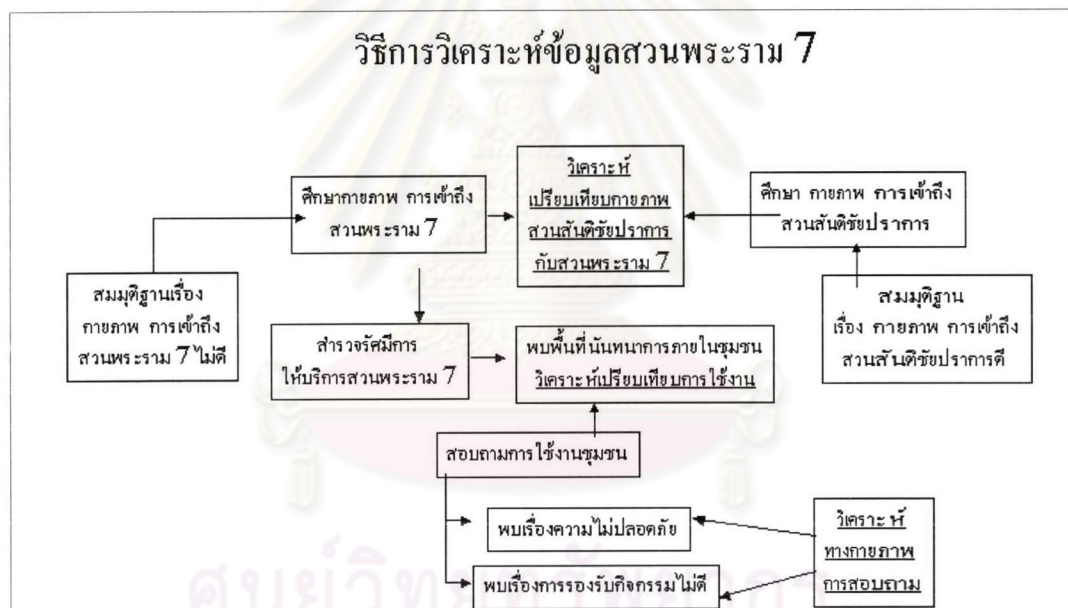 วิธีการวิเคราะห์ข้อมูลสวนพระราม 7
ศึกษากายภาพ การเข้าถึง
สวนพระราม 7
วิเคราะห์
เปรียบเทียบกายภาพ
สวนสันติชัยปราการ
กับสวนพระราม 7
ศึกษา กายภาพ การเข้าถึง
สวนสันติชัยปราการ
สมมุติฐานเรื่อง
กายภาพ การเข้าถึง
สวนพระราม 7 ไม่ดี
สมมุติฐาน
เรื่อง กายภาพ การเข้าถึง
สวนสันติชัยปราการดี
สำรวจรัศมีการ
ให้บริการสวนพระราม 7
พบพื้นที่นันทนาการภายในชุมชน
วิเคราะห์เปรียบเทียบการใช้งาน
สอบถามการใช้งานชุมชน
พบเรื่องความไม่ปลอดภัย
พบเรื่องการรองรับกิจกรรมไม่ดี
วิเคราะห์
ทางกายภาพ
การสอบถาม
ศูนย์วิทยทรัพยากร